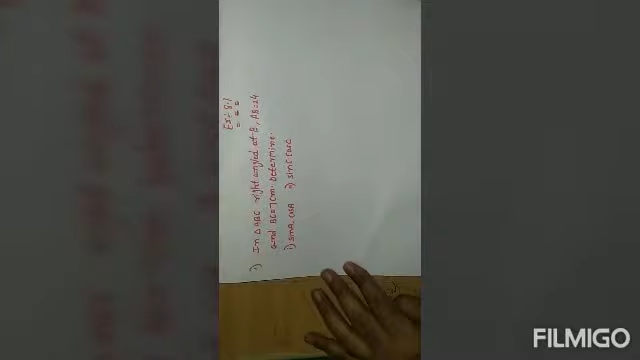 Ex:- 8.1
1) In △ABC right angled at B, AB=24
and BC=7cm. Determine.
i) sinA, cosA ii) sinC, cosC
FILMIGO